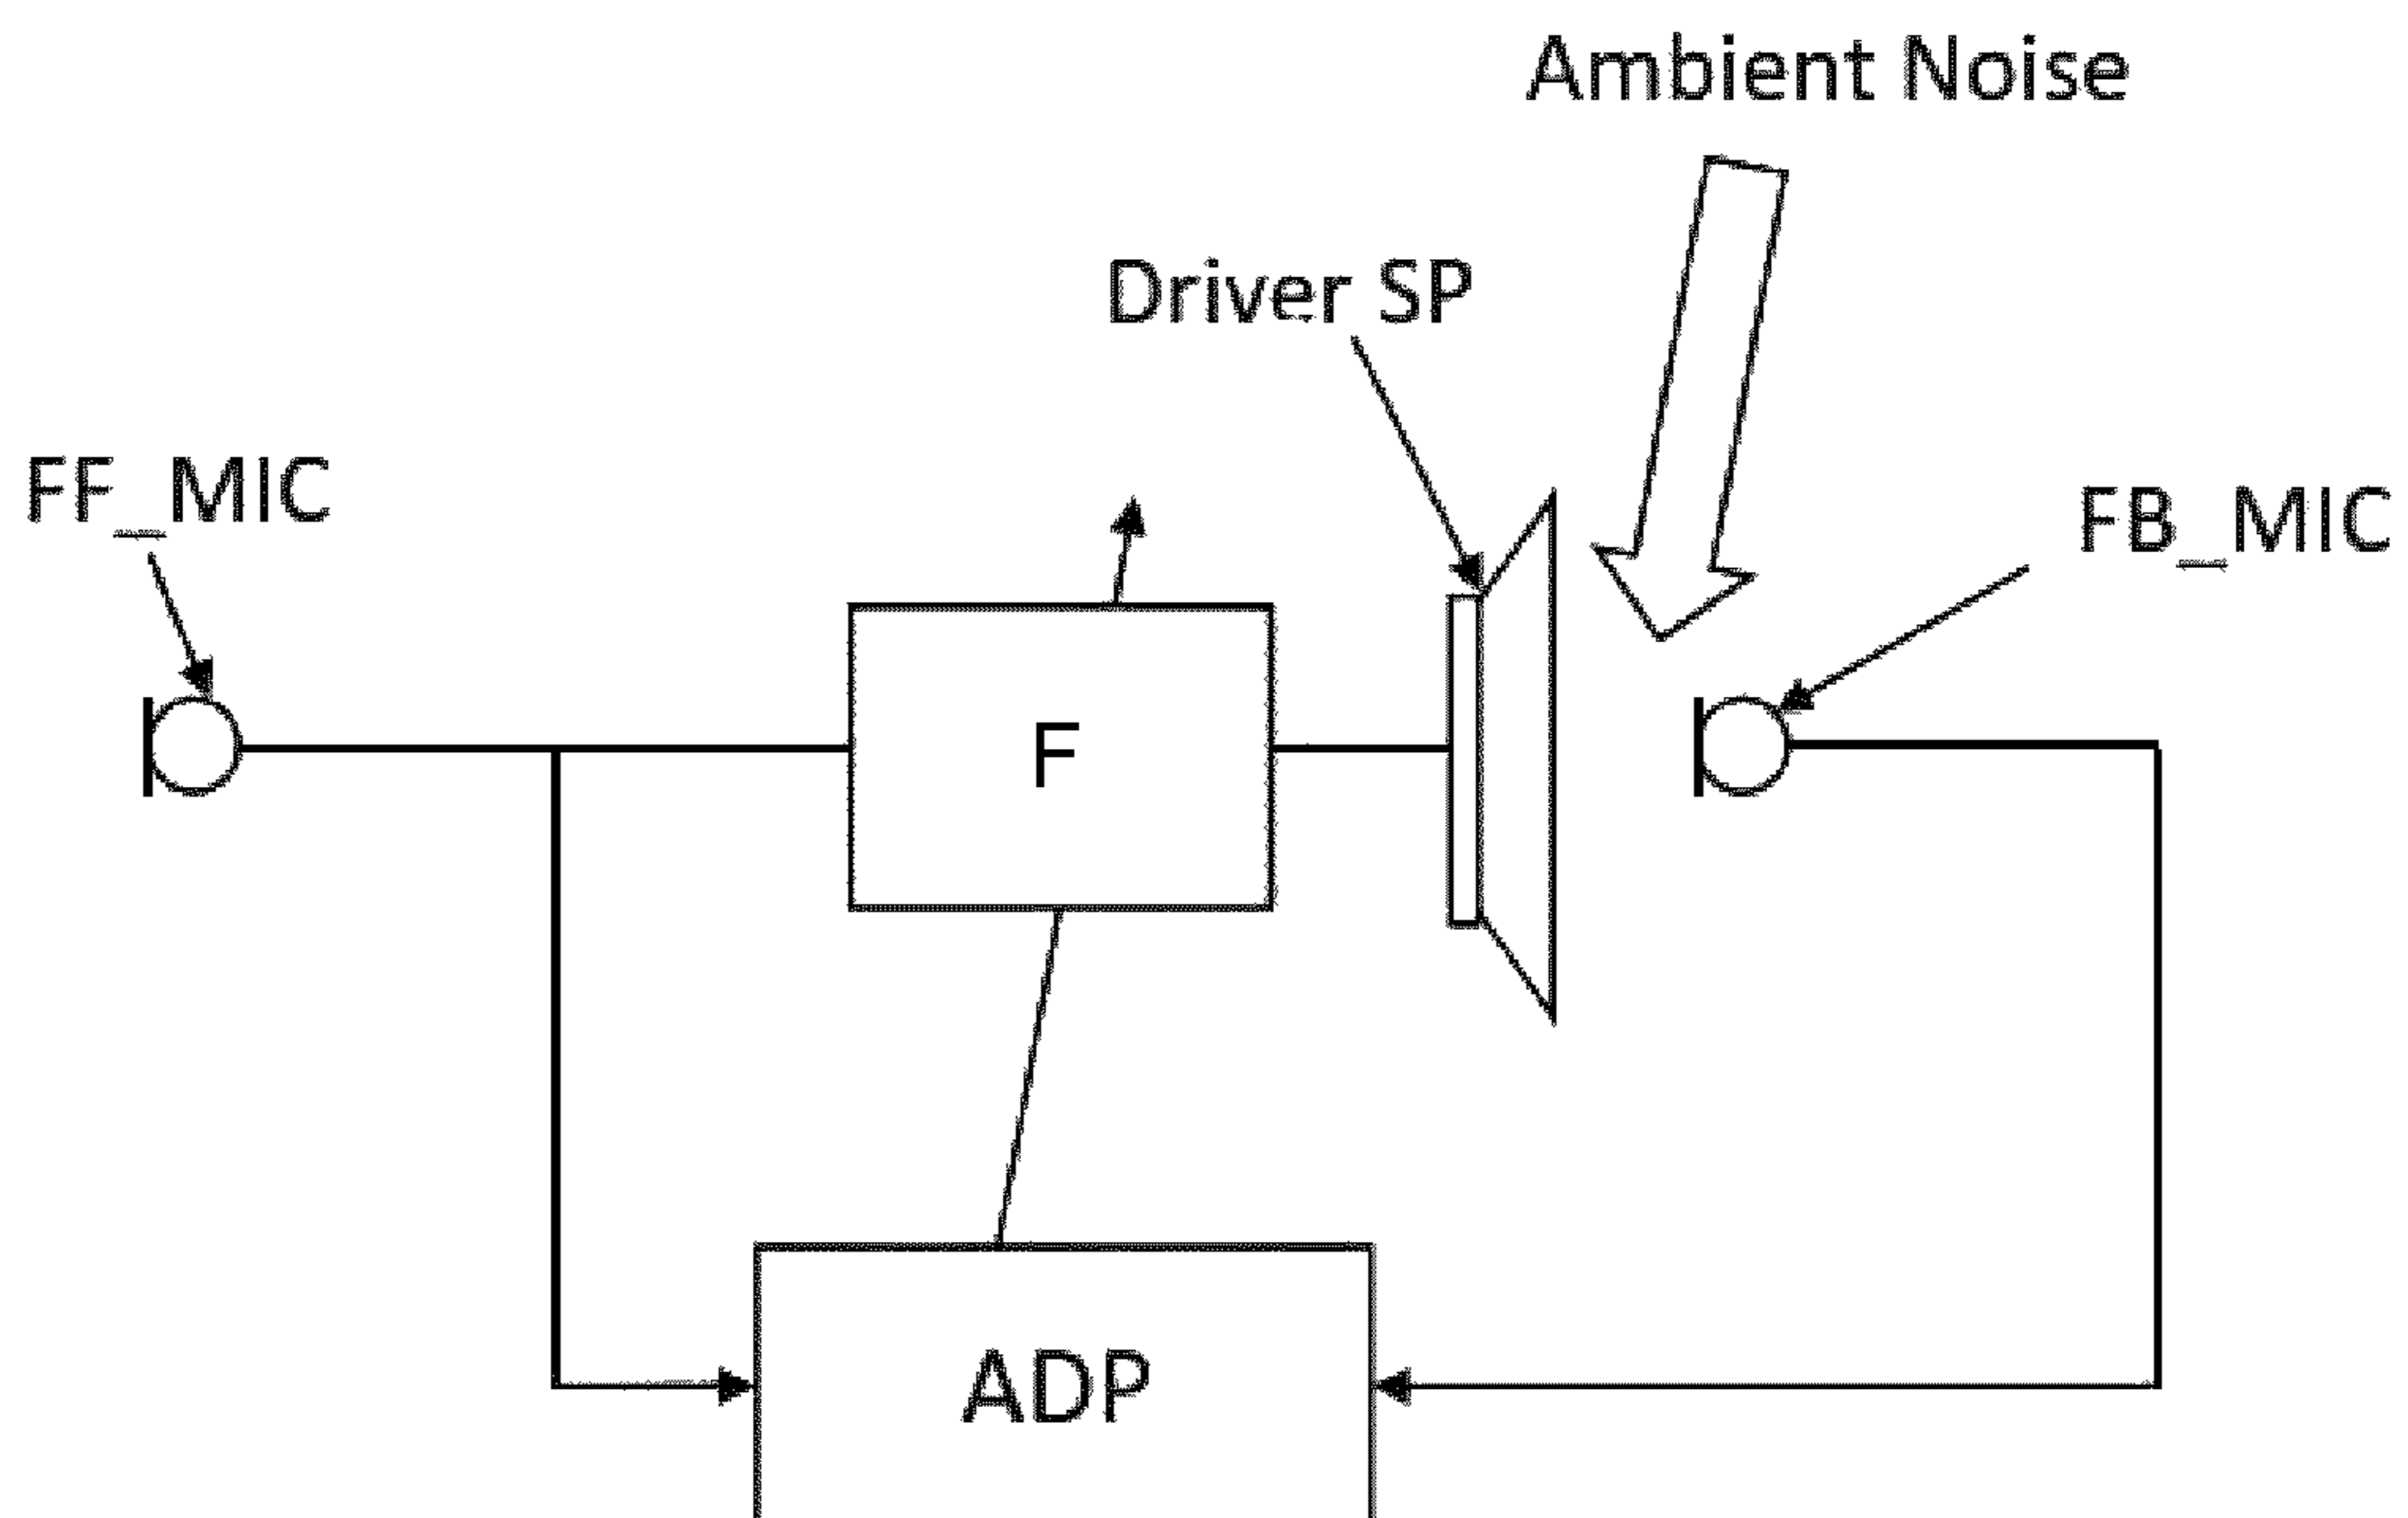 Ambient Noise
Driver SP
FF_MIC
FB_MIC
F
ADP